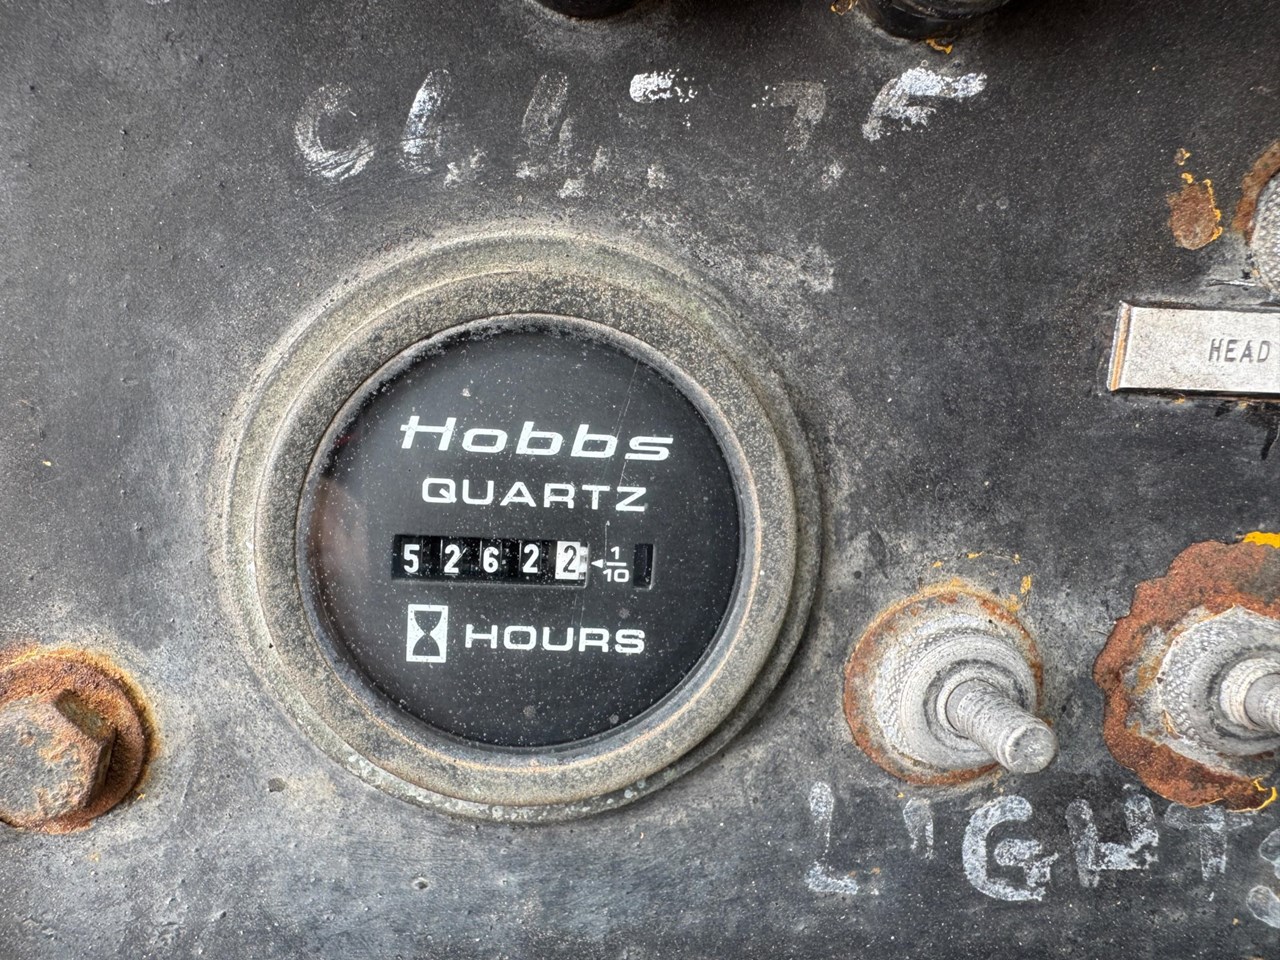 HEAD
Hobbs
QUARTZ
52622 1/10
HOURS
LIGHTS